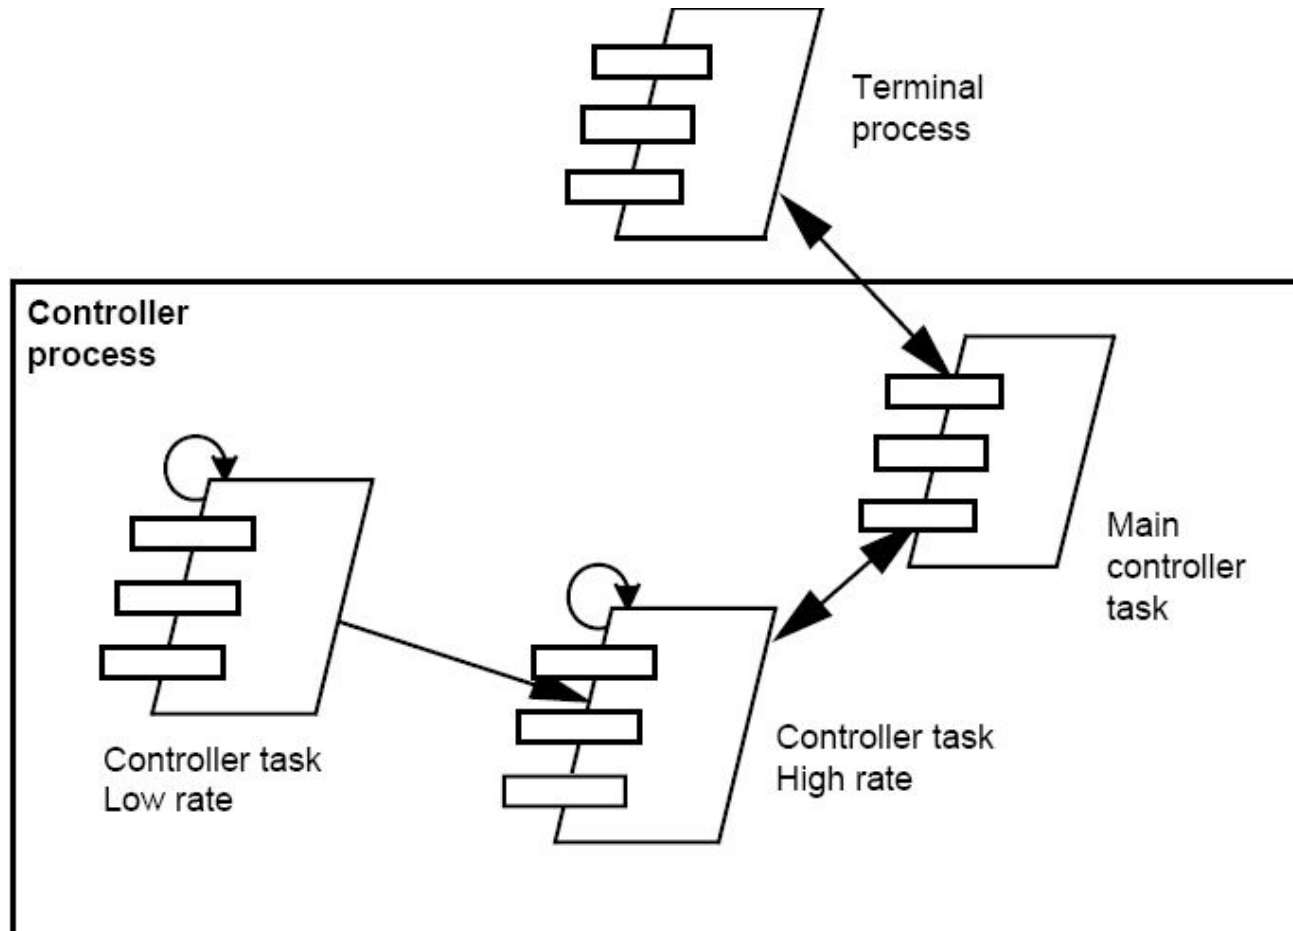 Terminal
process
Controller
process
Main
controller
task
Controller task
Low rate
Controller task
High rate